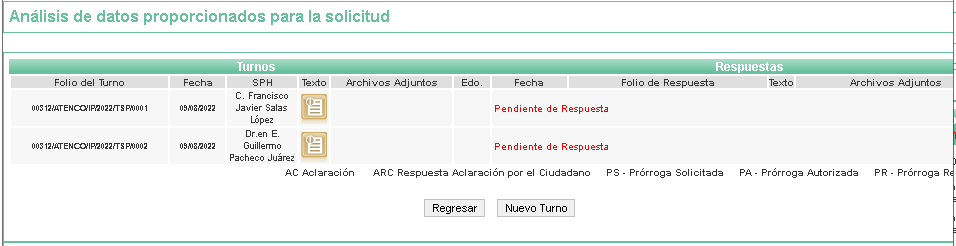 Análisis de datos proporcionados para la solicitud
Turnos Respuestas
Folio del Turno Fecha SPH Texto Archivos Adjuntos Edo. Fecha Folio de Respuesta Texto Archivos Adjuntos
00312/ATENCO/IP/2022/TSP/0001 09/08/2022 C. Francisco Javier Salas López Pendiente de Respuesta
00312/ATENCO/IP/2022/TSP/0002 09/08/2022 Dr.en E. Guillermo Pacheco Juárez Pendiente de Respuesta
AC Aclaración ARC Respuesta Aclaración por el Ciudadano PS - Prórroga Solicitada PA - Prórroga Autorizada PR - Prórroga Re
Regresar Nuevo Turno